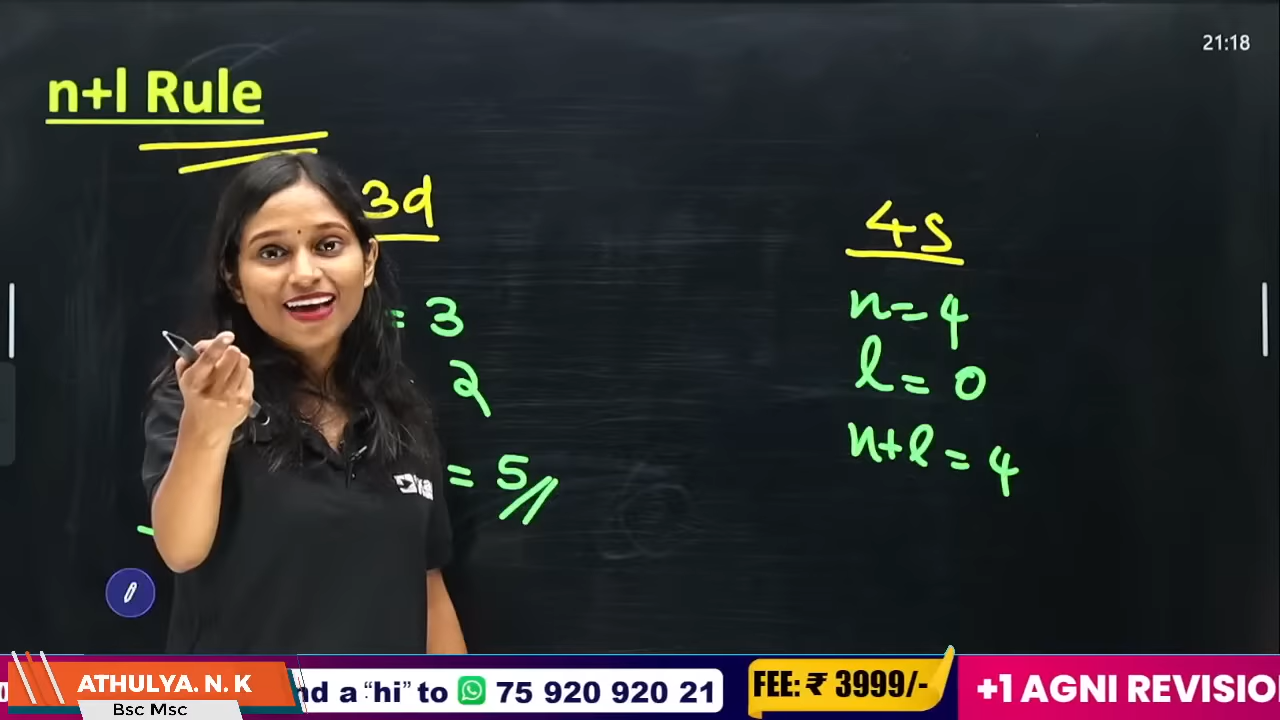 21:18
n+l Rule
3d
4s
= 3
n = 4
2
l = 0
n+l = 4
= 5//
ATHULYA. N. K
Bsc Msc
nd a “hi” to 75 920 920 21
FEE: ₹ 3999/-
+1 AGNI REVISIO